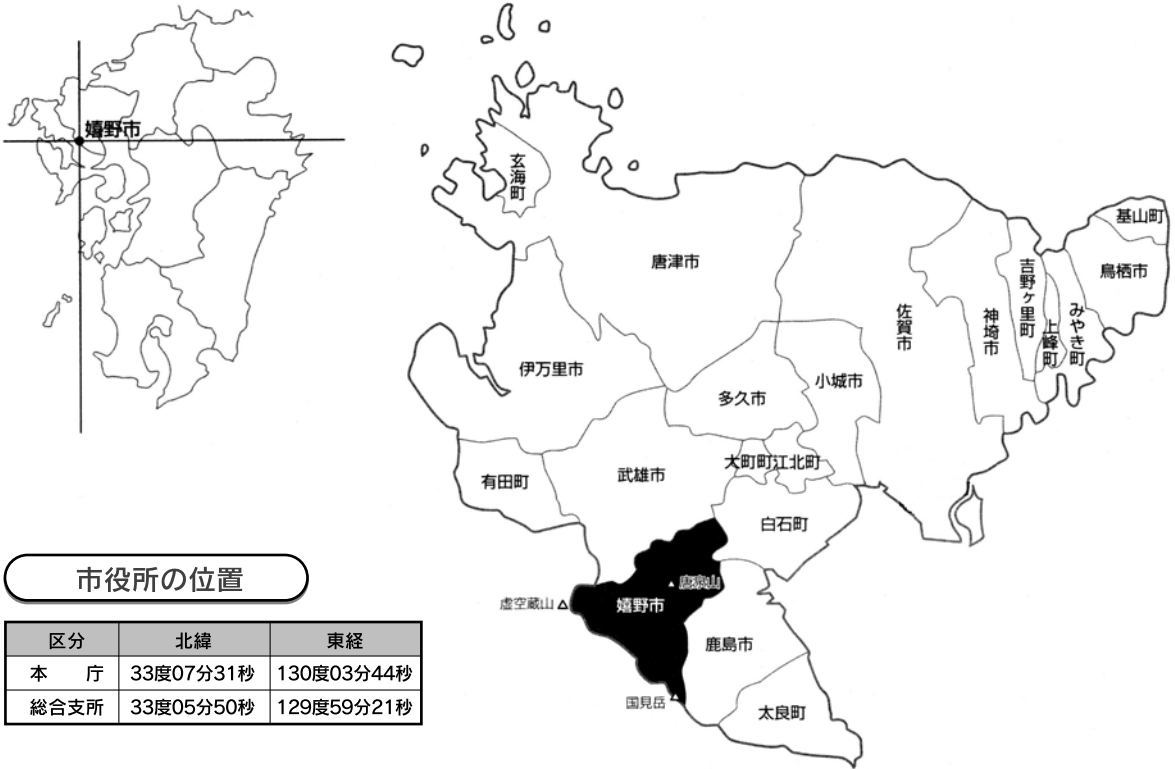 嬉野市
玄海町
唐津市
基山町
鳥栖市
吉野ヶ里町
みやき町
上峰町
神埼市
佐賀市
伊万里市
多久市
小城市
大町町
江北町
武雄市
有田町
白石町
唐泉山
嬉野市
虚空蔵山
鹿島市
国見岳
太良町
市役所の位置
区分 北緯 東経
本　庁 33度07分31秒 130度03分44秒
総合支所 33度05分50秒 129度59分21秒